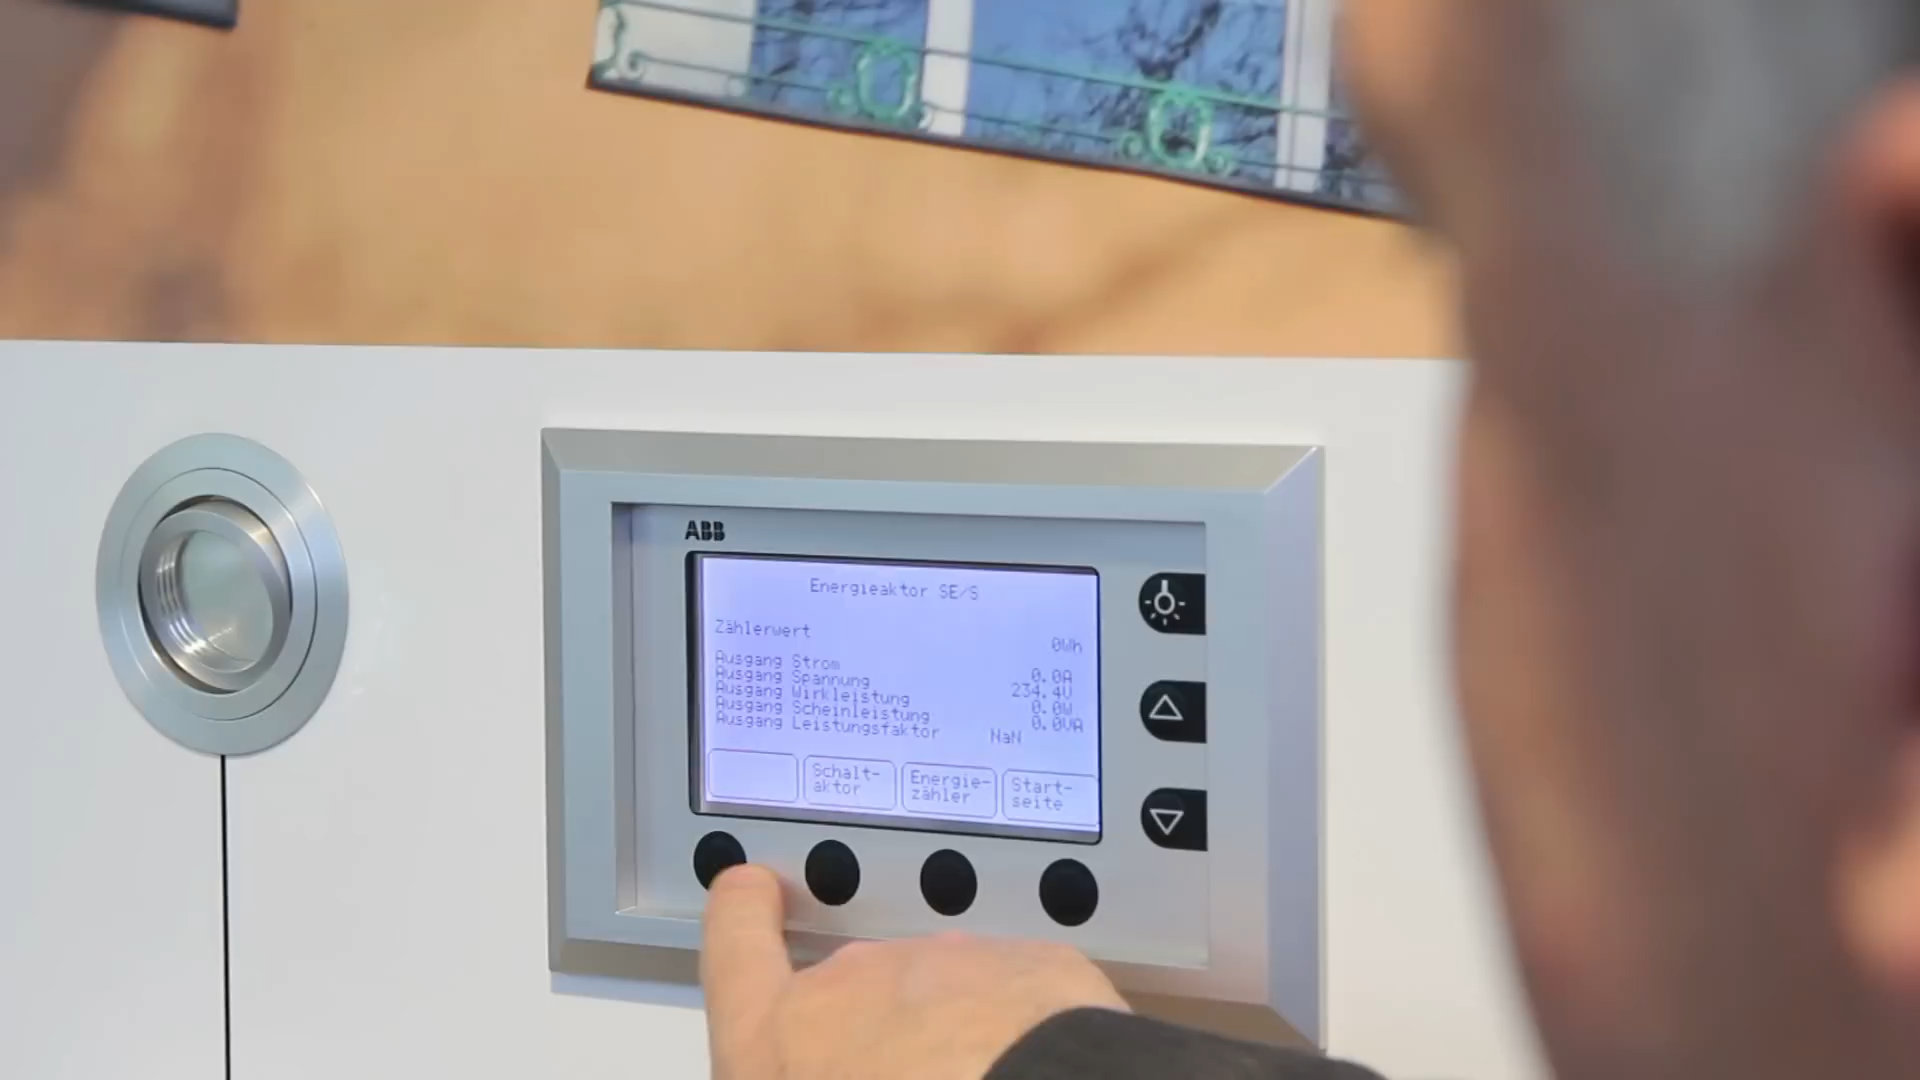 ABB
Energieaktor SE/S
Zählerwert
0Wh
Ausgang Strom 0.0A
Ausgang Spannung 234.4V
Ausgang Wirkleistung 0.0W
Ausgang Scheinleistung 0.0VA
Ausgang Leistungsfaktor NaN
Schalt-
aktor
Energie-
zähler
Start-
seite